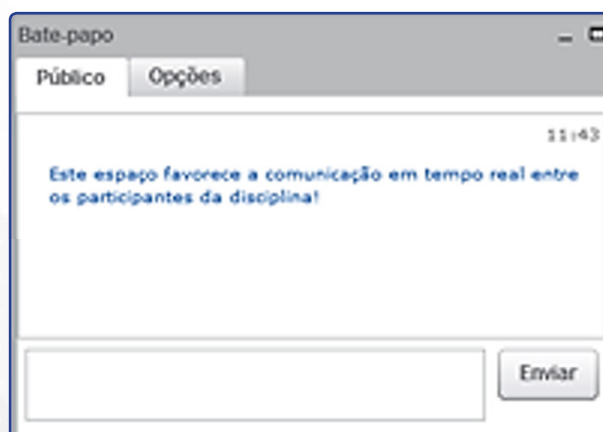 Bate-papo
Público
Opções
11:43
Este espaço favorece a comunicação em tempo real entre
os participantes da disciplina!
Enviar